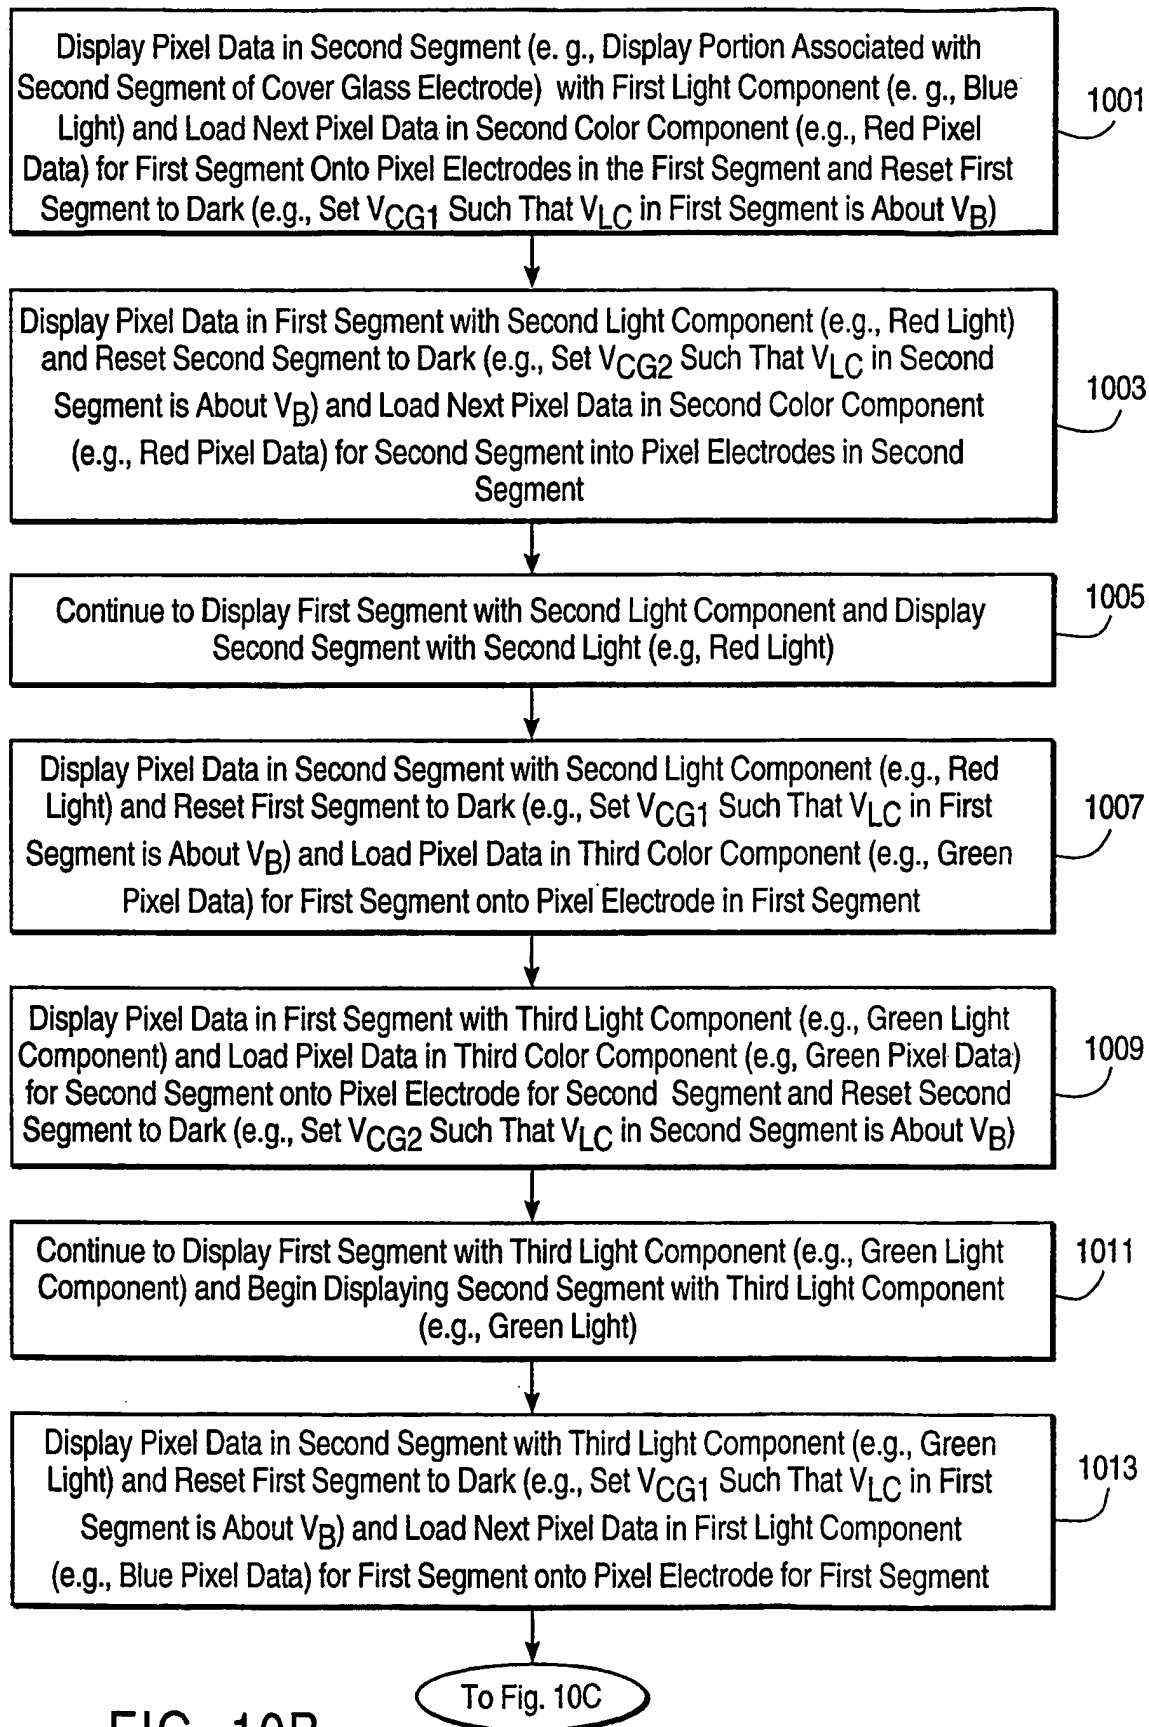 Display Pixel Data in Second Segment (e. g., Display Portion Associated with
Second Segment of Cover Glass Electrode) with First Light Component (e. g., Blue
Light) and Load Next Pixel Data in Second Color Component (e.g., Red Pixel
Data) for First Segment Onto Pixel Electrodes in the First Segment and Reset First
Segment to Dark (e.g., Set VCG1 Such That VLC in First Segment is About VB)
1001
Display Pixel Data in First Segment with Second Light Component (e.g., Red Light)
and Reset Second Segment to Dark (e.g., Set VCG2 Such That VLC in Second
Segment is About VB) and Load Next Pixel Data in Second Color Component
(e.g., Red Pixel Data) for Second Segment into Pixel Electrodes in Second
Segment
1003
Continue to Display First Segment with Second Light Component and Display
Second Segment with Second Light (e.g, Red Light)
1005
Display Pixel Data in Second Segment with Second Light Component (e.g., Red
Light) and Reset First Segment to Dark (e.g., Set VCG1 Such That VLC in First
Segment is About VB) and Load Pixel Data in Third Color Component (e.g., Green
Pixel Data) for First Segment onto Pixel Electrode in First Segment
1007
Display Pixel Data in First Segment with Third Light Component (e.g., Green Light
Component) and Load Pixel Data in Third Color Component (e.g, Green Pixel Data)
for Second Segment onto Pixel Electrode for Second Segment and Reset Second
Segment to Dark (e.g., Set VCG2 Such That VLC in Second Segment is About VB)
1009
Continue to Display First Segment with Third Light Component (e.g., Green Light
Component) and Begin Displaying Second Segment with Third Light Component
(e.g., Green Light)
1011
Display Pixel Data in Second Segment with Third Light Component (e.g., Green
Light) and Reset First Segment to Dark (e.g., Set VCG1 Such That VLC in First
Segment is About VB) and Load Next Pixel Data in First Light Component
(e.g., Blue Pixel Data) for First Segment onto Pixel Electrode for First Segment
1013
To Fig. 10C
FIG. 10B